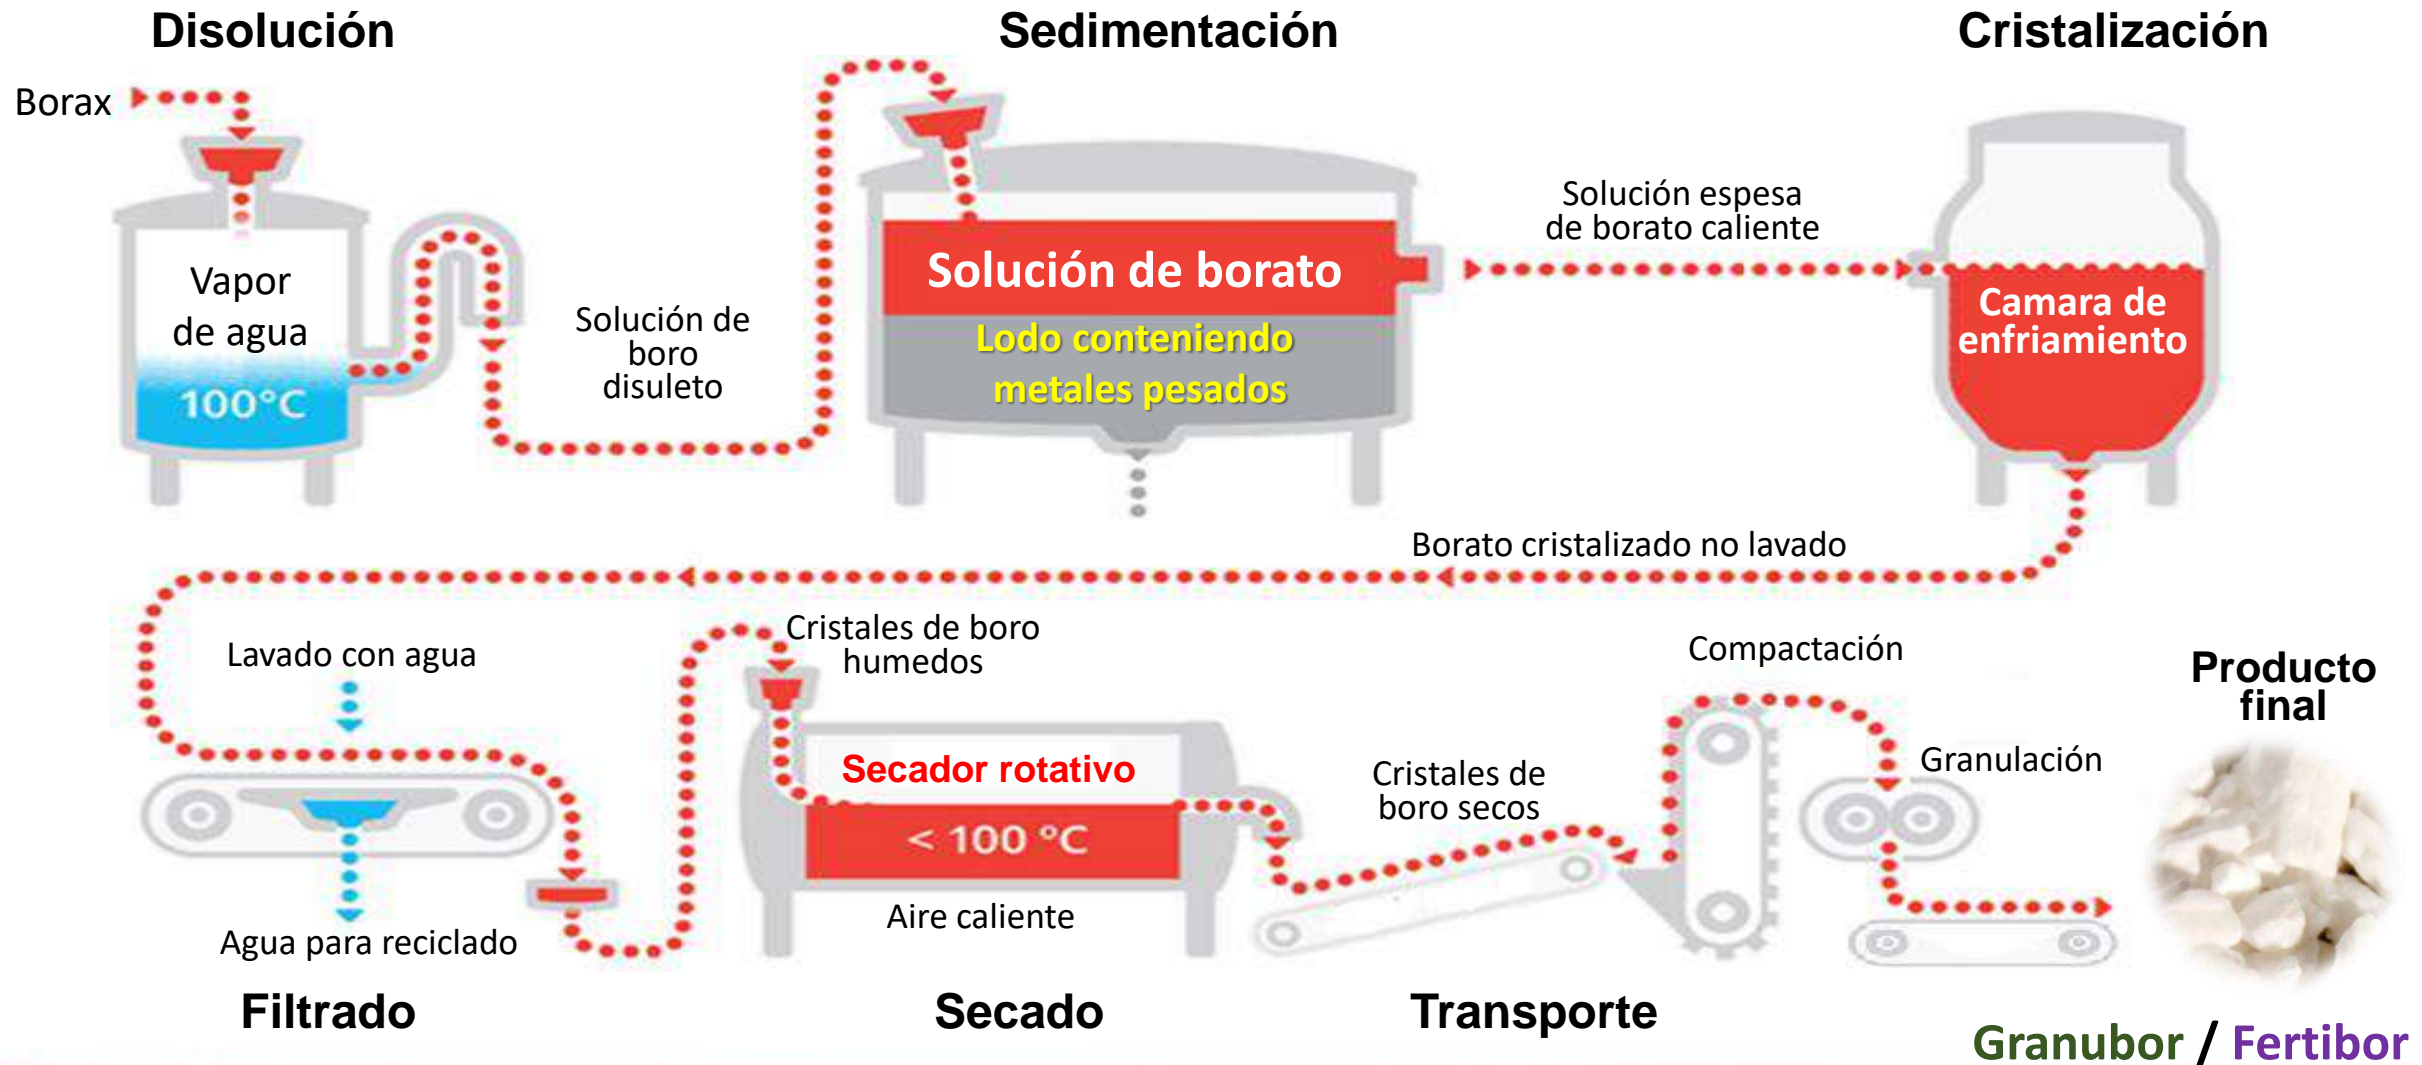 Disolución
Sedimentación
Cristalización
Borax
Vapor
de agua
100°C
Solución de
boro
disuleto
Solución de borato
Lodo conteniendo
metales pesados
Solución espesa
de borato caliente
Camara de
enfriamiento
Borato cristalizado no lavado
Lavado con agua
Agua para reciclado
Cristales de boro
humedos
Secador rotativo
< 100 °C
Aire caliente
Cristales de
boro secos
Compactación
Granulación
Producto
final
Filtrado
Secado
Transporte
Granubor / Fertibor